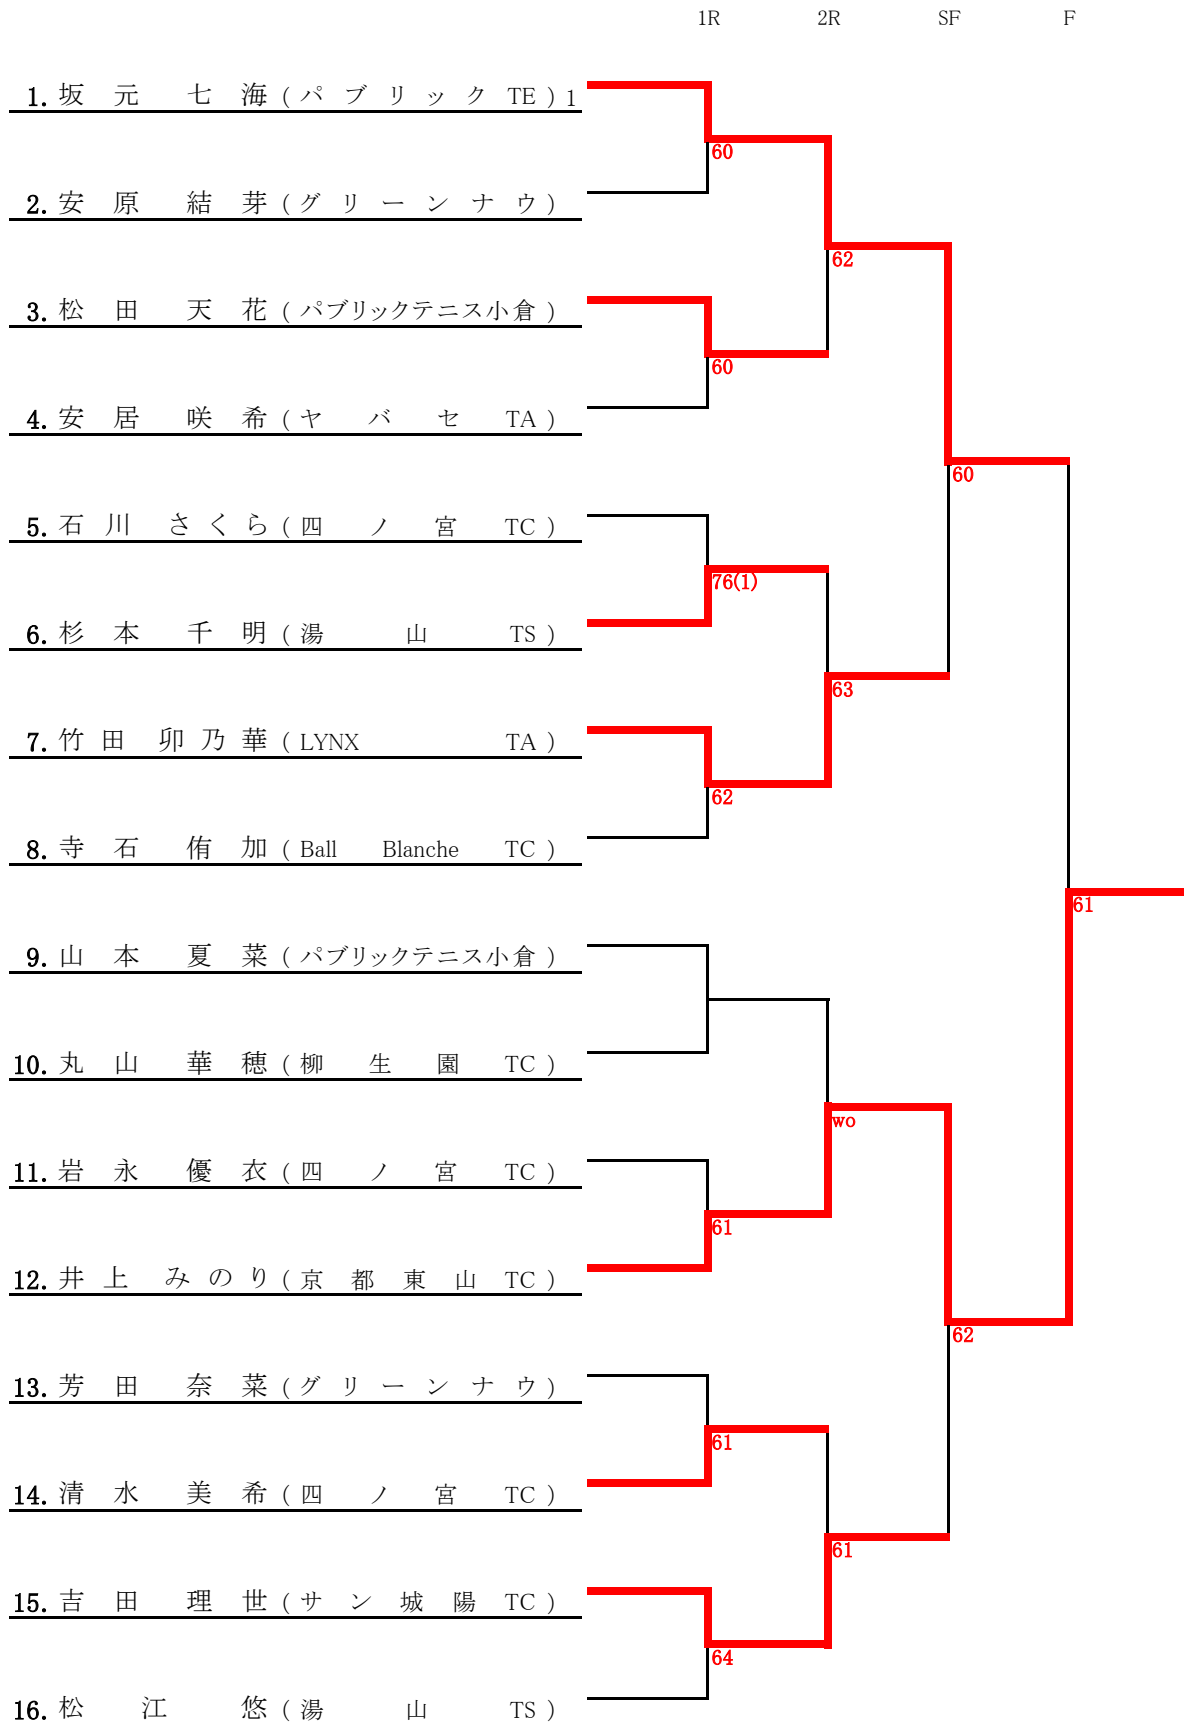 1R 2R SF F
1. 坂元 七海 ( パブリック TE ) 1
60
2. 安原 結芽 ( グリーンナウ )
62
3. 松田 天花 ( パブリックテニス小倉 )
60
4. 安居 咲希 ( ヤバセ TA )
60
5. 石川 さくら ( 四ノ宮 TC )
76(1)
6. 杉本 千明 ( 湯山 TS )
63
7. 竹田 卯乃華 ( LYNX TA )
62
8. 寺石 侑加 ( Ball Blanche TC )
61
9. 山本 夏菜 ( パブリックテニス小倉 )
10. 丸山 華穂 ( 柳生園 TC )
wo
11. 岩永 優衣 ( 四ノ宮 TC )
61
12. 井上 みのり ( 京都東山 TC )
62
13. 芳田 奈菜 ( グリーンナウ )
61
14. 清水 美希 ( 四ノ宮 TC )
61
15. 吉田 理世 ( サン城陽 TC )
64
16. 松江 悠 ( 湯山 TS )